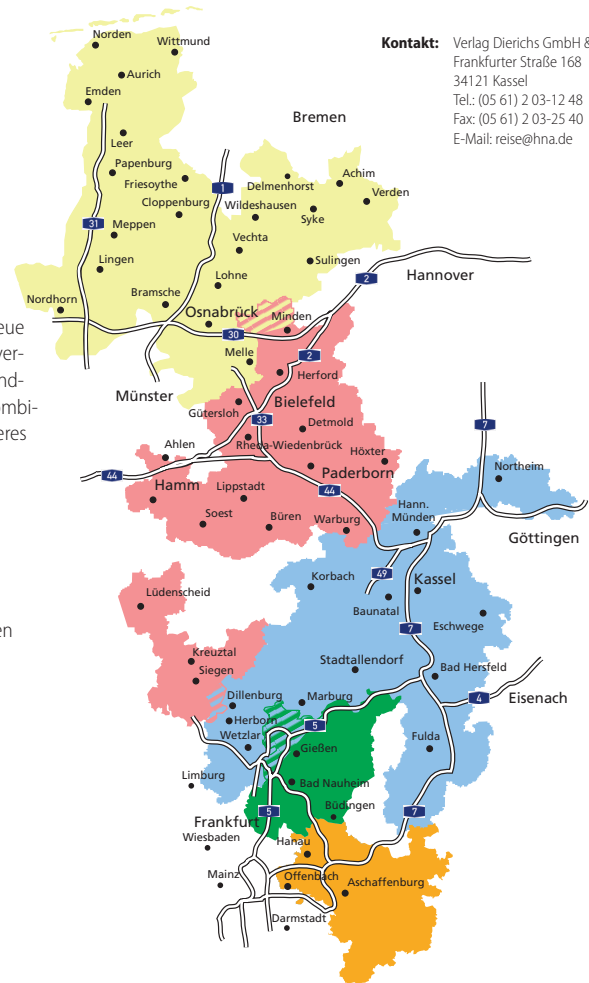 Kontakt: Verlag Dierichs GmbH &
Frankfurter Straße 168
34121 Kassel
Tel.: (05 61) 2 03-12 48
Fax: (05 61) 2 03-25 40
E-Mail: reise@hna.de
Norden
Wittmund
Aurich
Emden
Bremen
Leer
Papenburg
Friesoythe
Delmenhorst
Achim
1
Verden
Cloppenburg
Wildeshausen
Syke
31
Meppen
Vechta
Sulingen
Lingen
Lohne
2
Hannover
Nordhorn
Bramsche
Osnabrück
Minden
eue
30
ver-
Melle
2
nd-
Herford
ombi-
Münster
Bielefeld
Gütersloh
33
Detmold
7
eres
Ahlen
Rheda-Wiedenbrück
Höxter
Northeim
44
Paderborn
Hamm
Lippstadt
44
Hann.
Münden
Soest
Büren
Warburg
Göttingen
49
Korbach
Kassel
Lüdenscheid
Baunatal
7
Eschwege
en
Kreuztal
Stadtallendorf
Siegen
Bad Hersfeld
Dillenburg
Marburg
4
Eisenach
Herborn
5
Wetzlar
Gießen
Fulda
Limburg
Bad Nauheim
5
Büdingen
7
Frankfurt
Wiesbaden
Hanau
Mainz
Offenbach
Aschaffenburg
Darmstadt